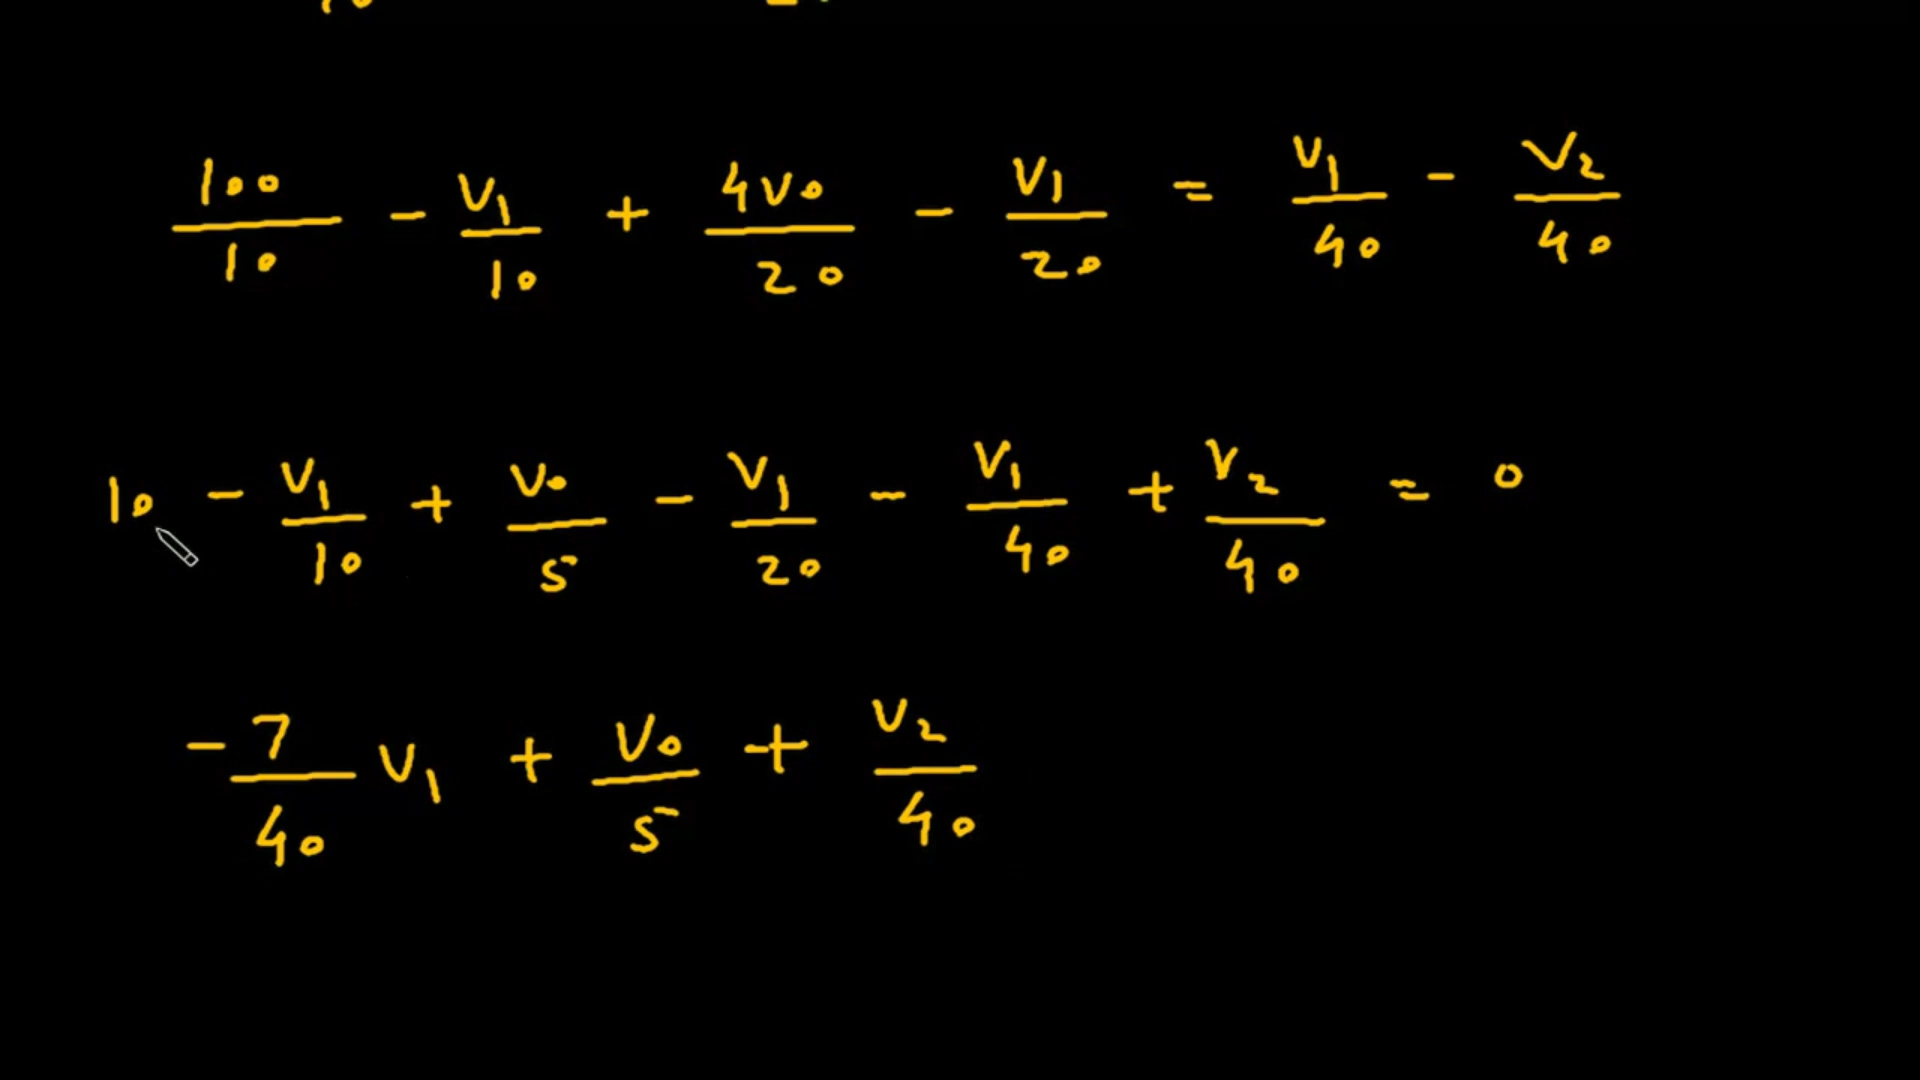 100/10 - V1/10 + 4V0/20 - V1/20 = V1/40 - V2/40
10 - V1/10 + V0/5 - V1/20 - V1/40 + V2/40 = 0
-7/40 V1 + V0/5 + V2/40